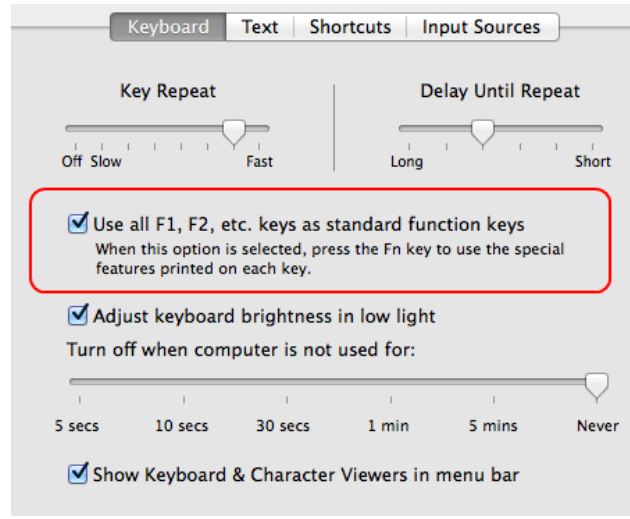 Keyboard Text Shortcuts Input Sources
Key Repeat Delay Until Repeat
Off Slow Fast Long Short
Use all F1, F2, etc. keys as standard function keys
When this option is selected, press the Fn key to use the special
features printed on each key.
Adjust keyboard brightness in low light
Turn off when computer is not used for:
5 secs 10 secs 30 secs 1 min 5 mins Never
Show Keyboard & Character Viewers in menu bar